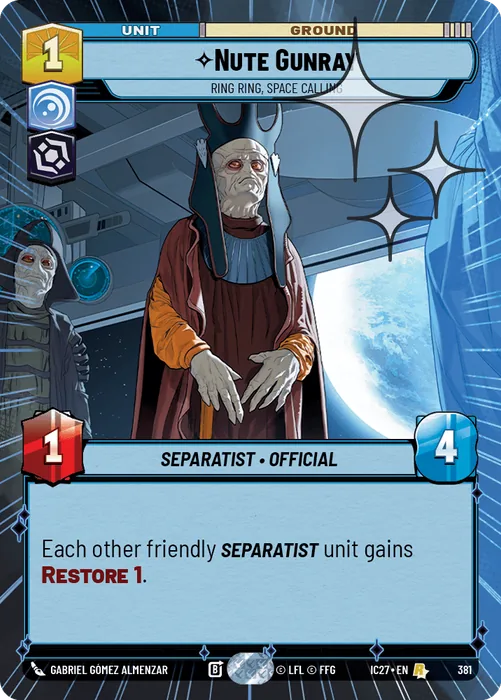 UNIT
GROUND
1
✧NUTE GUNRAY
RING RING, SPACE CALLING
1
SEPARATIST • OFFICIAL
4
Each other friendly SEPARATIST unit gains
RESTORE 1.
GABRIEL GÓMEZ ALMENZAR
© LFL © FFG
IC27•EN
R
381